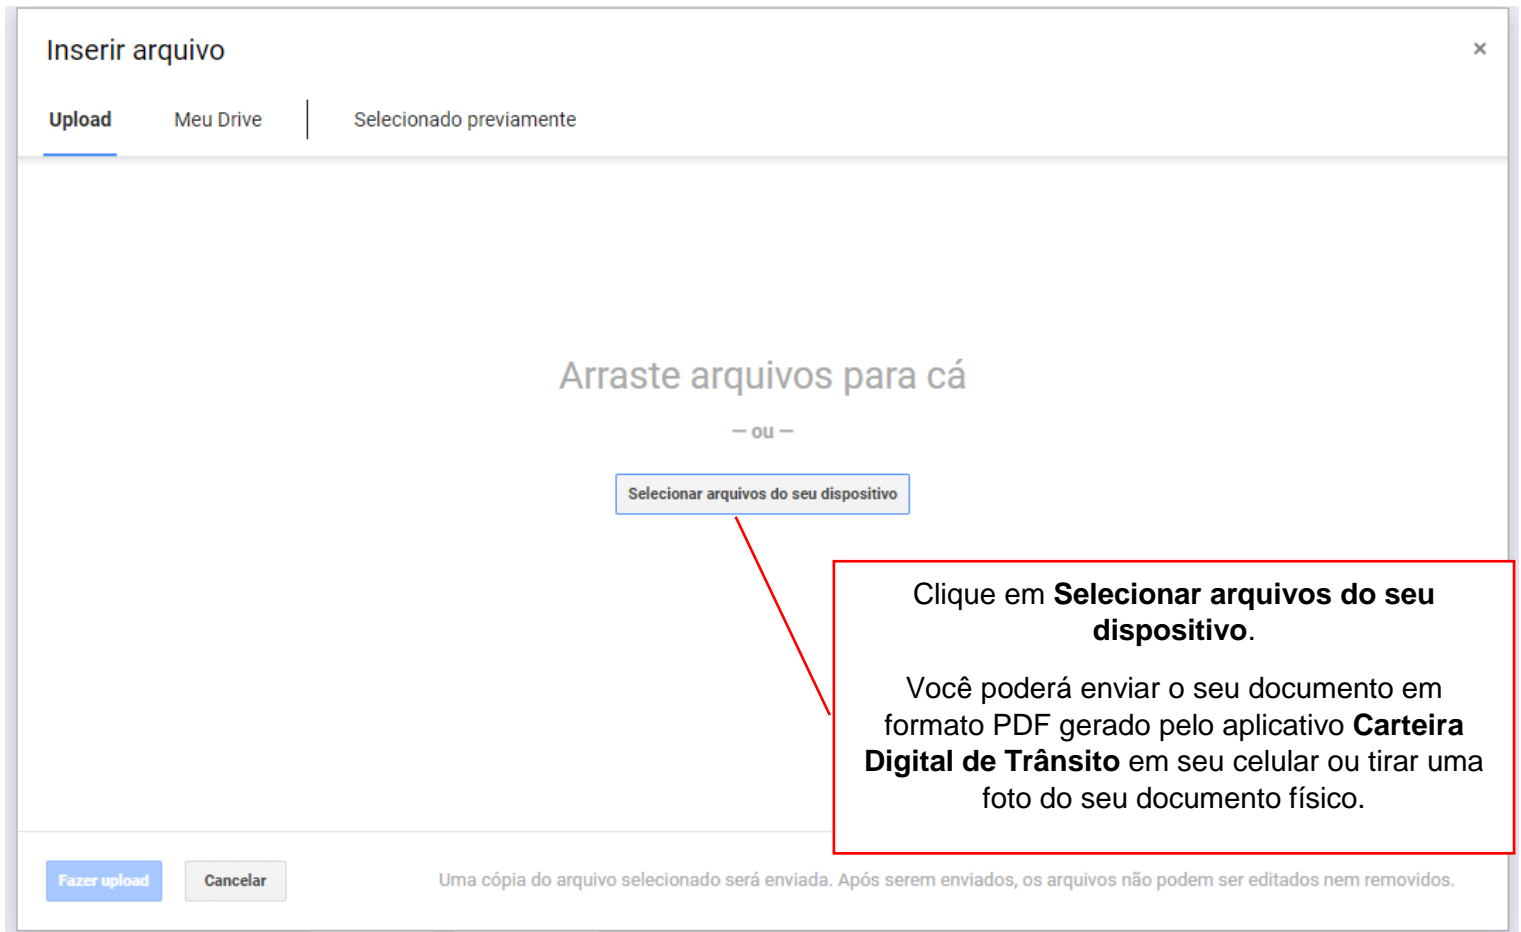 Inserir arquivo
×
Upload Meu Drive Selecionado previamente
Arraste arquivos para cá
— ou —
Selecionar arquivos do seu dispositivo
Clique em Selecionar arquivos do seu
dispositivo.
Você poderá enviar o seu documento em
formato PDF gerado pelo aplicativo Carteira
Digital de Trânsito em seu celular ou tirar uma
foto do seu documento físico.
Fazer upload Cancelar Uma cópia do arquivo selecionado será enviada. Após serem enviados, os arquivos não podem ser editados nem removidos.